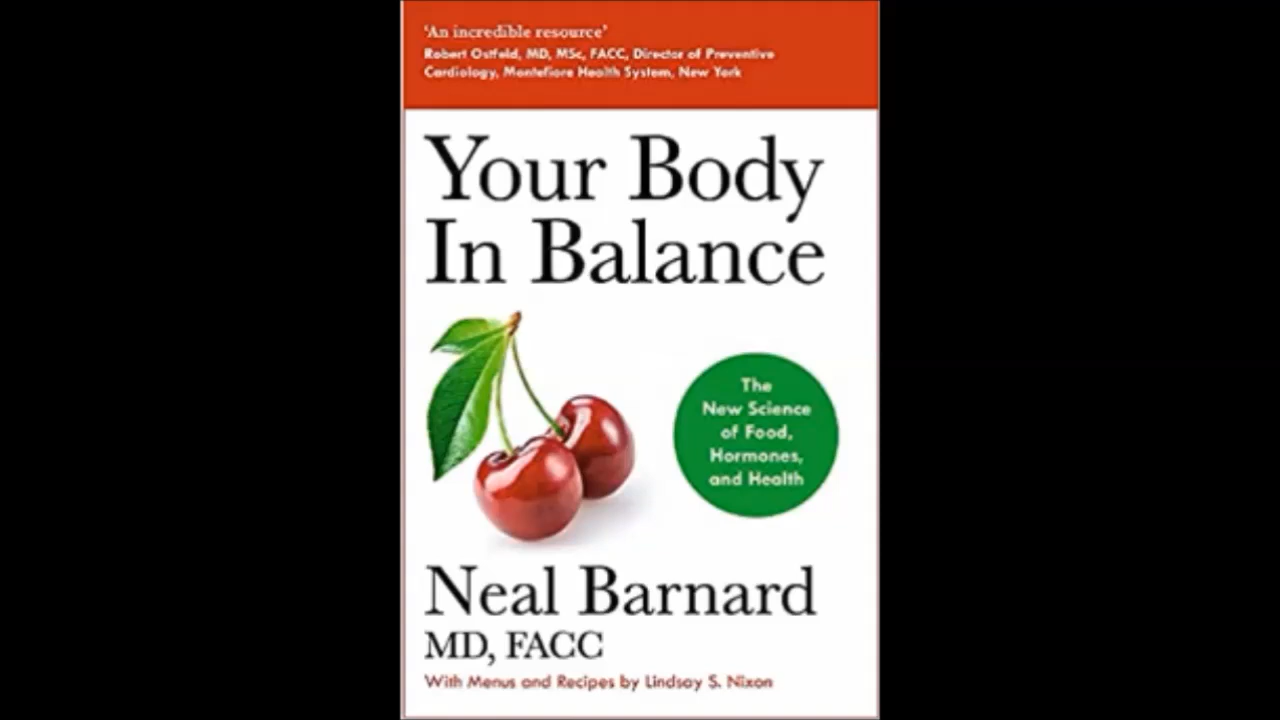 ‘An incredible resource’
Robert Ostfeld, MD, MSc, FACC, Director of Preventive
Cardiology, Montefiore Health System, New York
Your Body
In Balance
The
New Science
of Food,
Hormones,
and Health
Neal Barnard
MD, FACC
With Menus and Recipes by Lindsay S. Nixon